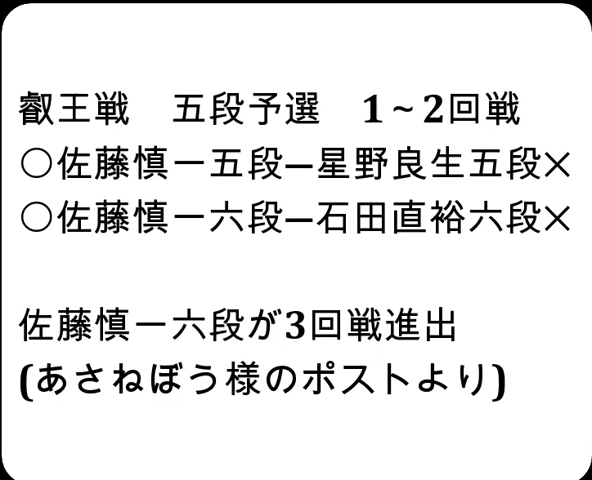 叡王戦　五段予選　1~2回戦
○佐藤慎一五段ー星野良生五段×
○佐藤慎一六段ー石田直裕六段×
佐藤慎一六段が3回戦進出
(あさねぼう様のポストより)